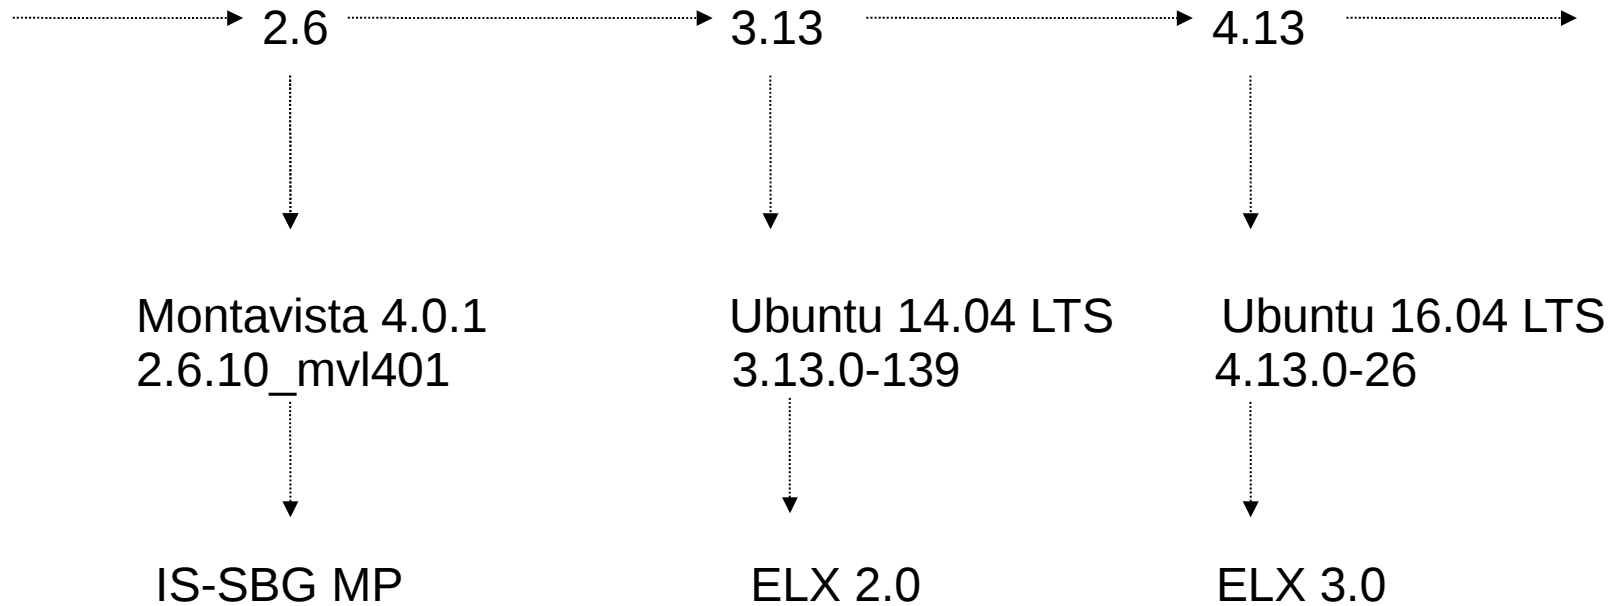 2.6
3.13
4.13
Montavista 4.0.1
2.6.10_mvl401
Ubuntu 14.04 LTS
3.13.0-139
Ubuntu 16.04 LTS
4.13.0-26
IS-SBG MP
ELX 2.0
ELX 3.0